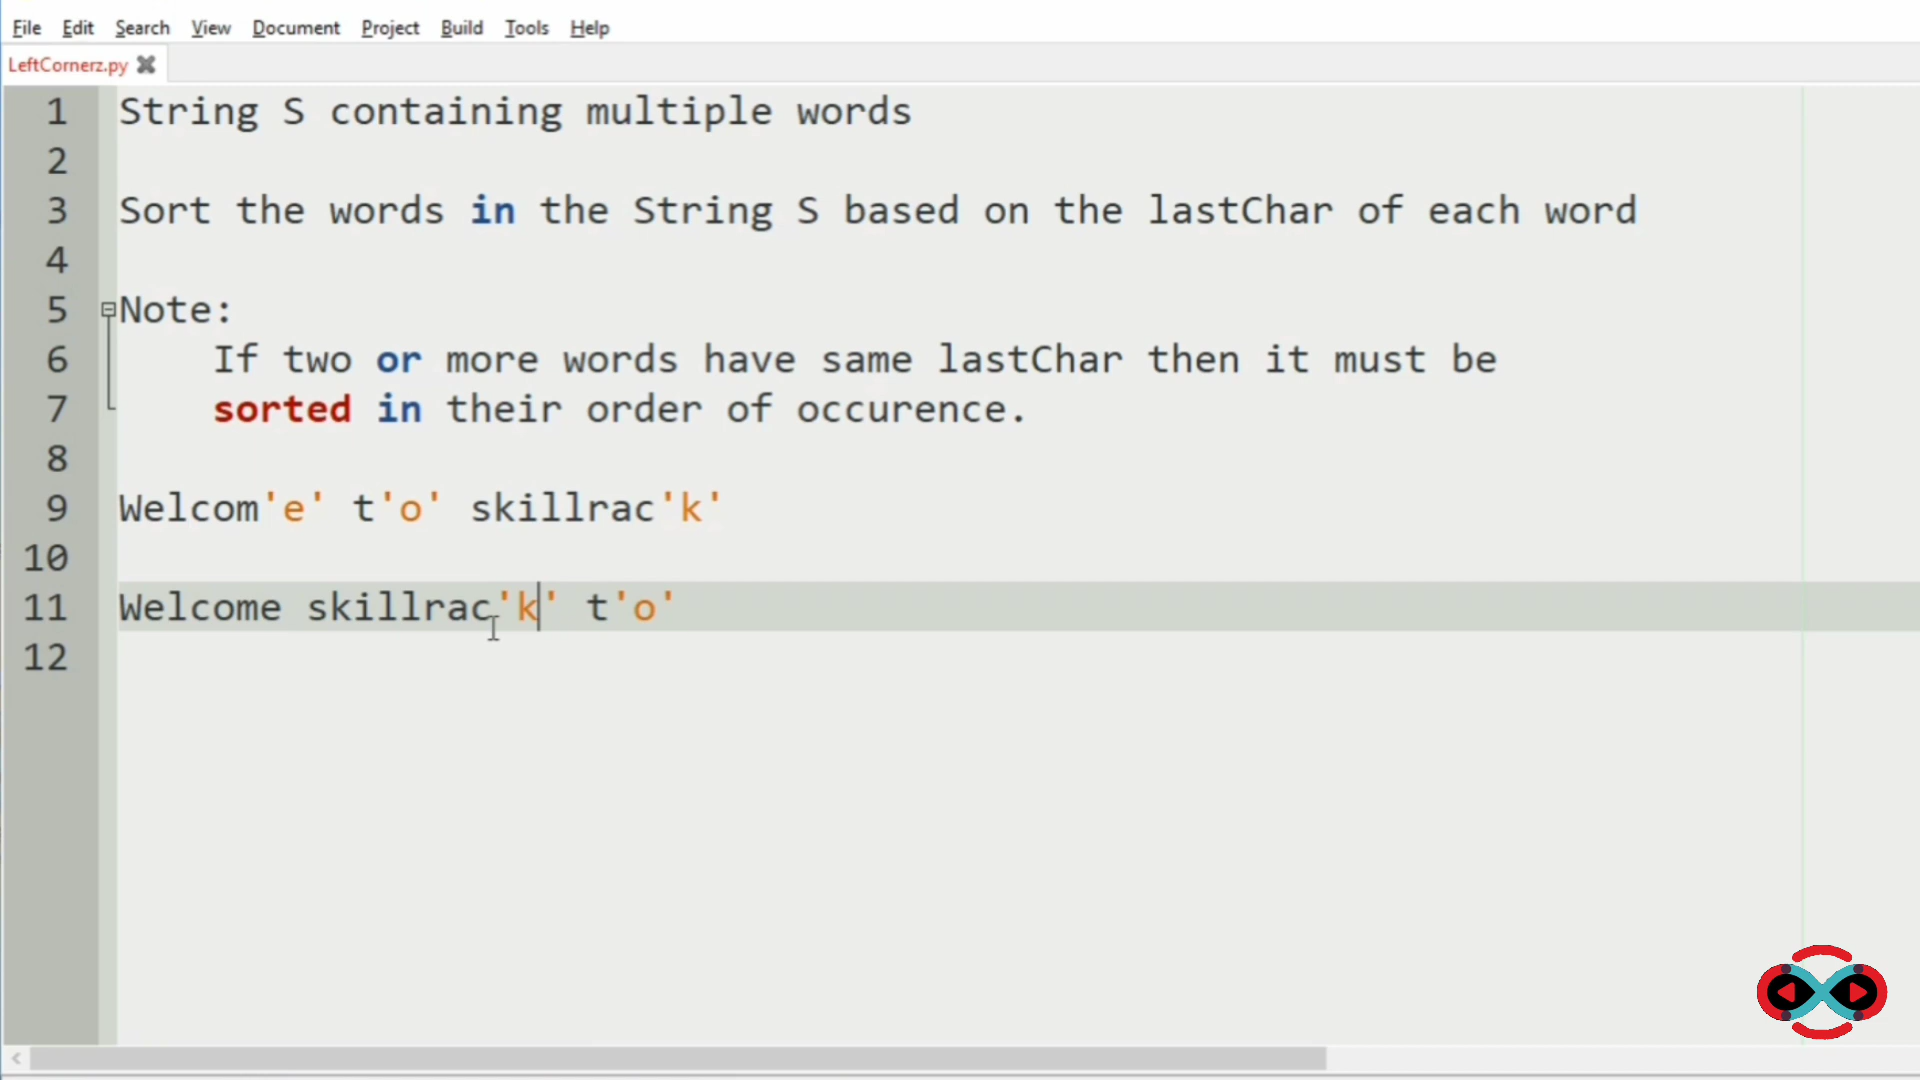 File Edit Search View Document Project Build Tools Help
LeftCornerz.py
1 String S containing multiple words
2
3 Sort the words in the String S based on the lastChar of each word
4
5 Note:
6 If two or more words have same lastChar then it must be
7 sorted in their order of occurence.
8
9 Welcom'e' t'o' skillrac'k'
10
11 Welcome skillrac'k' t'o'
12